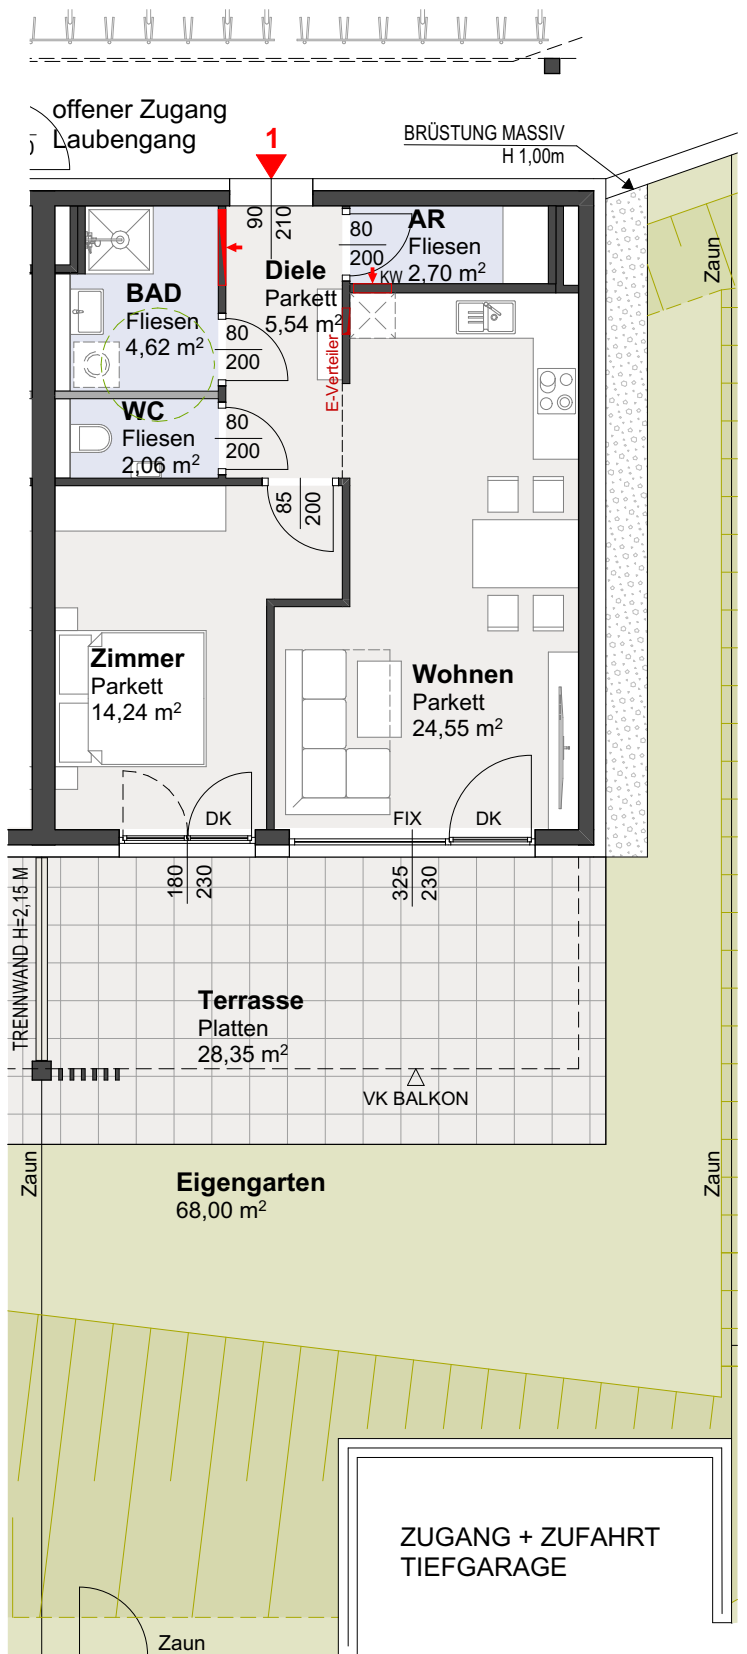 offener Zugang
Laubengang
1
BRÜSTUNG MASSIV
H 1,00m
90
210
80
200
AR
Fliesen
2,70 m²
KW
Diele
Parkett
5,54 m²
Zaun
BAD
Fliesen
4,62 m²
80
200
E-Verteiler
WC
Fliesen
2,06 m²
80
200
85
200
Zimmer
Parkett
14,24 m²
Wohnen
Parkett
24,55 m²
DK
FIX
DK
180
230
325
230
TRENNWAND H=2,15 M
Terrasse
Platten
28,35 m²
VK BALKON
Zaun
Zaun
Eigengarten
68,00 m²
ZUGANG + ZUFAHRT
TIEFGARAGE
Zaun